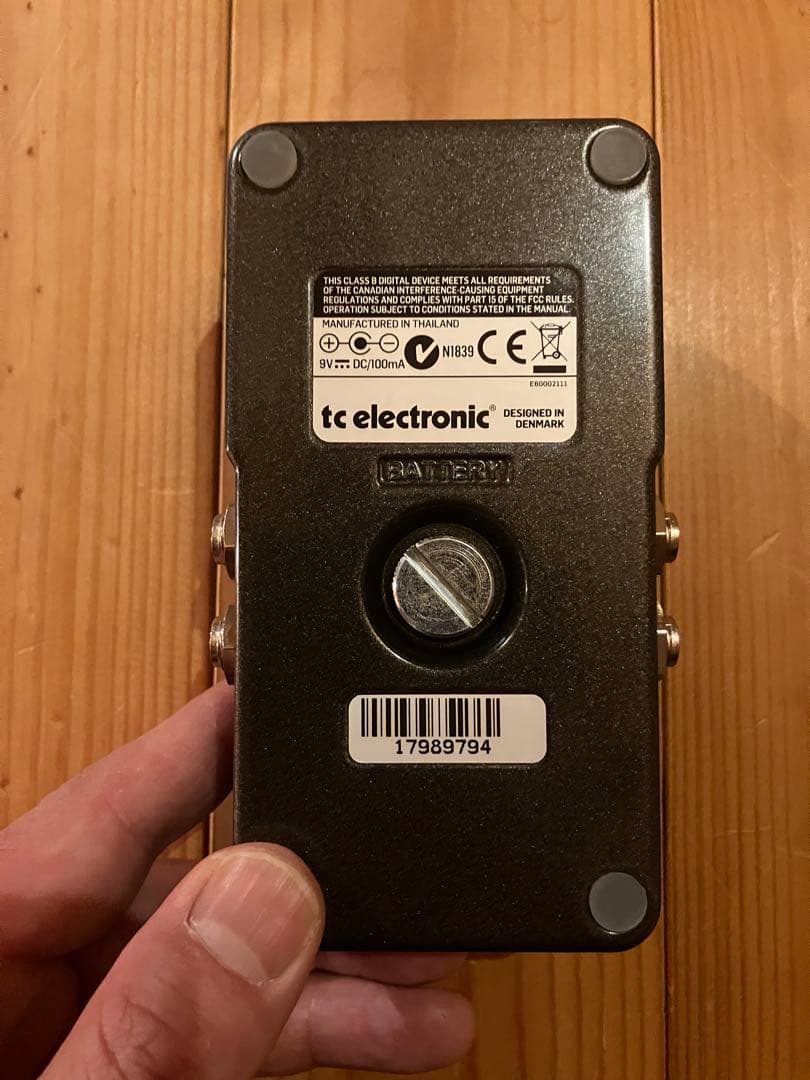 THIS CLASS B DIGITAL DEVICE MEETS ALL REQUIREMENTS
OF THE CANADIAN INTERFERENCE-CAUSING EQUIPMENT
REGULATIONS AND COMPLIES WITH PART 15 OF THE FCC RULES.
OPERATION SUBJECT TO CONDITIONS STATED IN THE MANUAL.
MANUFACTURED IN THAILAND
9V DC/100mA
N1839
CE
E60002111
tc electronic®
DESIGNED IN
DENMARK
BATTERY
17989794